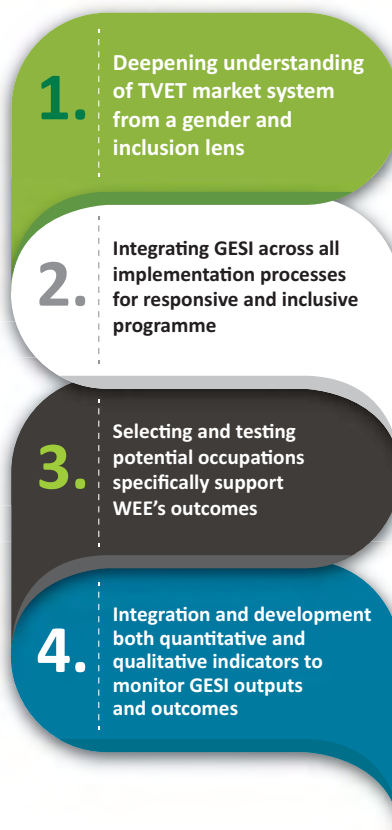 1.
Deepening understanding
of TVET market system
from a gender and
inclusion lens
2.
Integrating GESI across all
implementation processes
for responsive and inclusive
programme
3.
Selecting and testing
potential occupations
specifically support
WEE's outcomes
4.
Integration and development
both quantitative and
qualitative indicators to
monitor GESI outputs
and outcomes